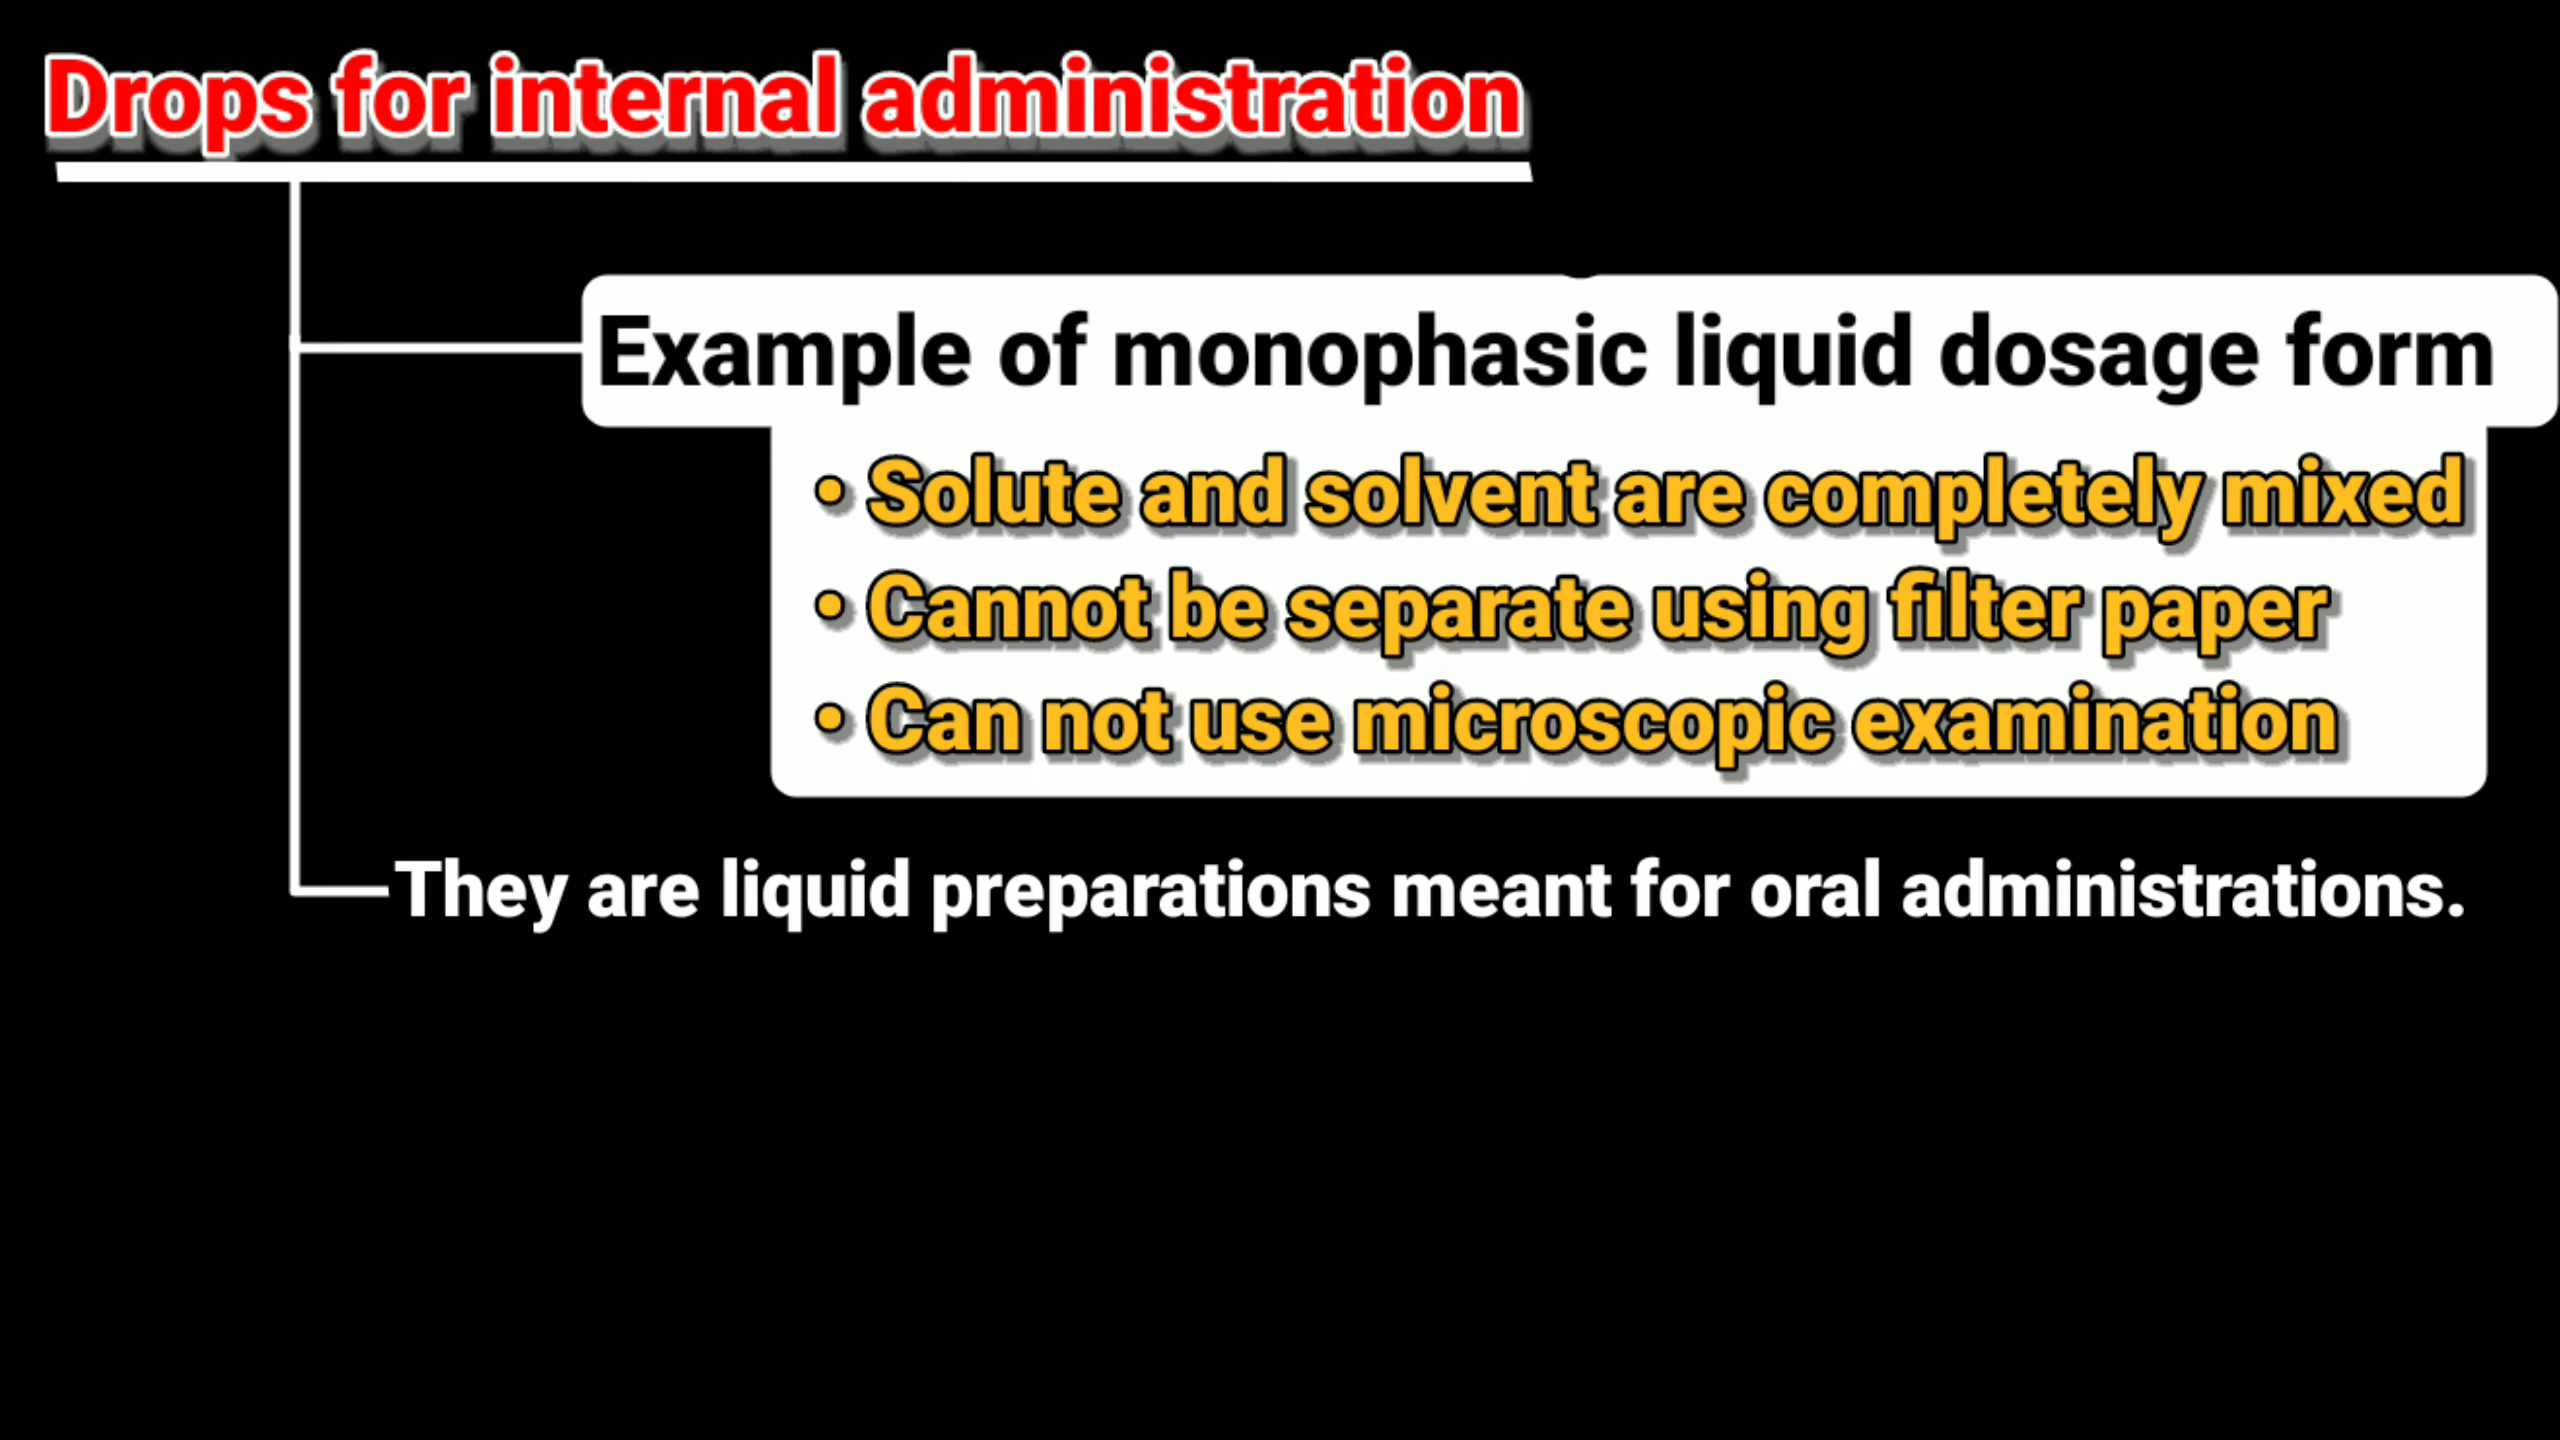 Drops for internal administration
Example of monophasic liquid dosage form
• Solute and solvent are completely mixed
• Cannot be separate using filter paper
• Can not use microscopic examination
They are liquid preparations meant for oral administrations.